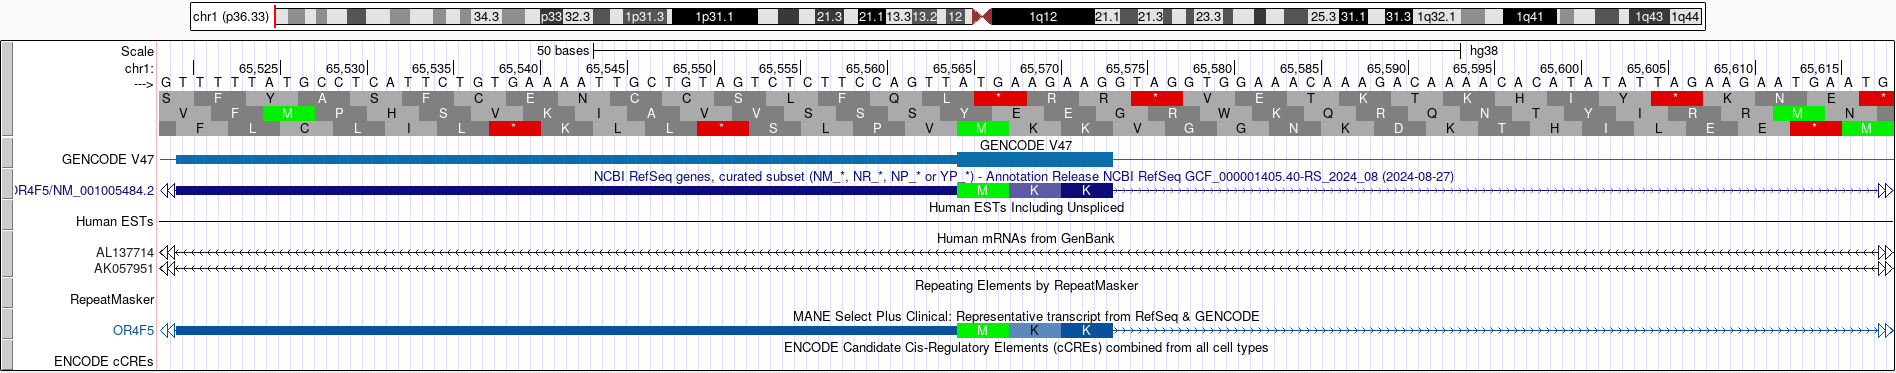 chr1 (p36.33)
34.3 p33 32.3 1p31.3 1p31.1 21.3 21.1 13.3 13.2 12 1q12 21.1 21.3 23.3 25.3 31.1 31.3 1q32.1 1q41 1q43 1q44
Scale 50 bases hg38
chr1: 65,525 65,530 65,535 65,540 65,545 65,550 65,555 65,560 65,565 65,570 65,575 65,580 65,585 65,590 65,595 65,600 65,605 65,610 65,615
---> G T T T T T A T G C C T C A T T C T G T G A A A A T T G C T G T A G T C T C T T C C A G T T A T G A A G A A G G T A G G T G G A A A C A A A G A C A A A A C A C A T A T A T T A G A A G A A T G A A T G
S F Y A S F C E N C C S L F Q L * R R * V E T K T K H I Y * K N E *
V F M P H S V K I A V V S S S Y E E G R W K Q R Q N T Y I R R M N
F L C L I L * K L L * S L P V M K K V G G N K D K T H I L E E * M
GENCODE V47
GENCODE V47
NCBI RefSeq genes, curated subset (NM_*, NR_*, NP_* or YP_*) - Annotation Release NCBI RefSeq GCF_000001405.40-RS_2024_08 (2024-08-27)
OR4F5/NM_001005484.2 M K K
Human ESTs Including Unspliced
Human ESTs
Human mRNAs from GenBank
AL137714
AK057951
Repeating Elements by RepeatMasker
RepeatMasker
MANE Select Plus Clinical: Representative transcript from RefSeq & GENCODE
OR4F5 M K K
ENCODE Candidate Cis-Regulatory Elements (cCREs) combined from all cell types
ENCODE cCREs